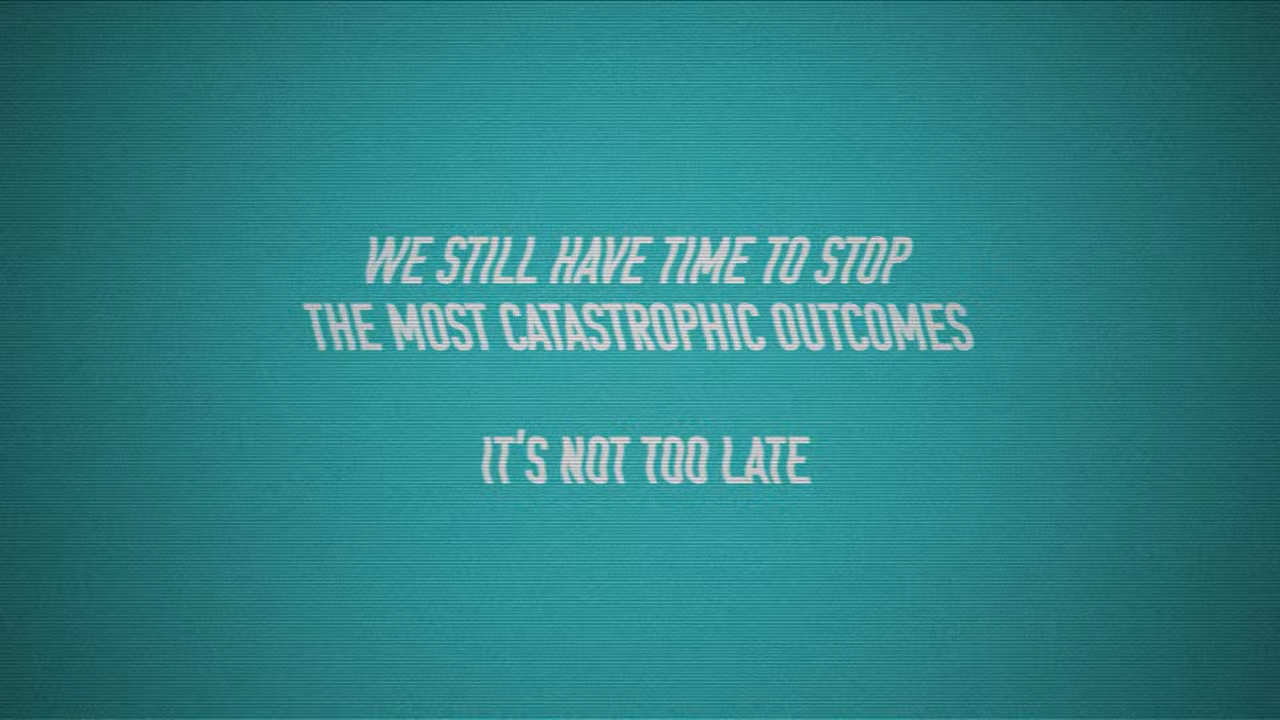 WE STILL HAVE TIME TO STOP
THE MOST CATASTROPHIC OUTCOMES
IT'S NOT TOO LATE